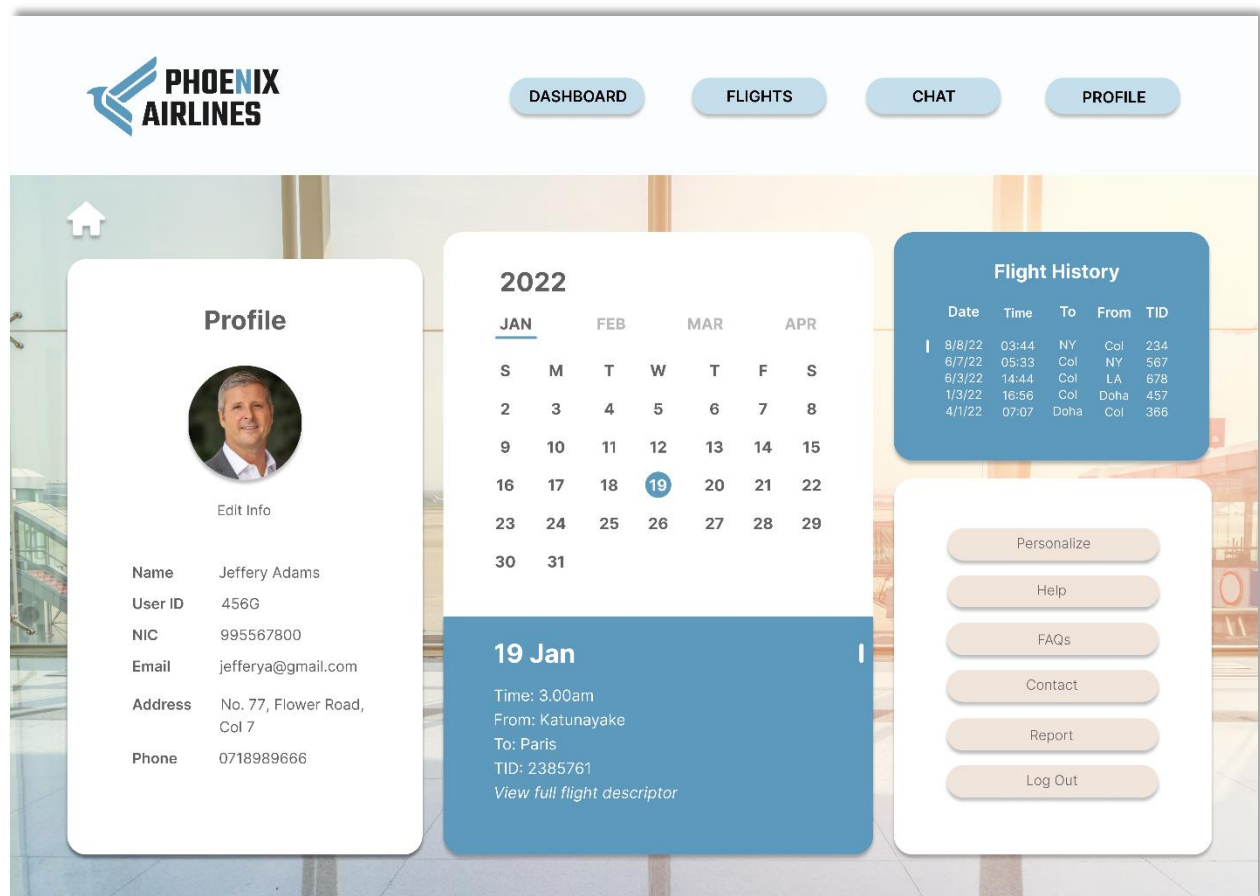 PHOENIX
AIRLINES
DASHBOARD
FLIGHTS
CHAT
PROFILE
Profile
Edit Info
Name Jeffery Adams
User ID 456G
NIC 995567800
Email jefferya@gmail.com
Address No. 77, Flower Road,
Col 7
Phone 0718989666
2022
JAN FEB MAR APR
S M T W T F S
2 3 4 5 6 7 8
9 10 11 12 13 14 15
16 17 18 19 20 21 22
23 24 25 26 27 28 29
30 31
19 Jan
Time: 3.00am
From: Katunayake
To: Paris
TID: 2385761
View full flight descriptor
Flight History
Date Time To From TID
8/8/22 03:44 NY Col 234
6/7/22 05:33 Col NY 567
6/3/22 14:44 Col LA 678
1/3/22 16:56 Col Doha 457
4/1/22 07:07 Doha Col 366
Personalize
Help
FAQs
Contact
Report
Log Out